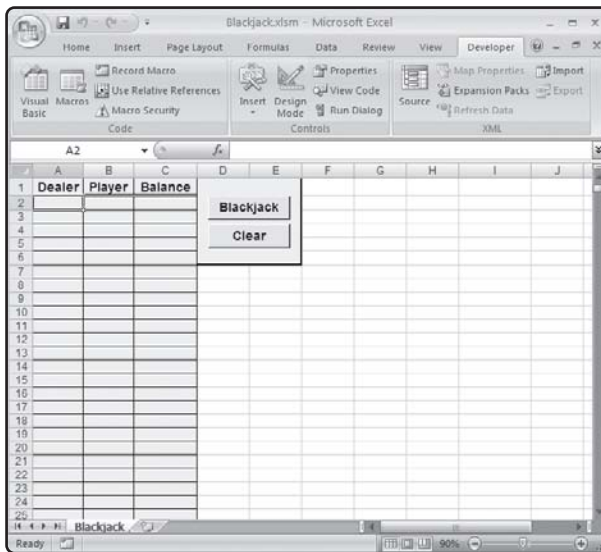 Blackjack.xlsm - Microsoft Excel
Home Insert Page Layout Formulas Data Review View Developer
Visual Basic
Macros
Record Macro
Use Relative References
Macro Security
Code
Insert
Design Mode
Properties
View Code
Run Dialog
Controls
Source
Map Properties
Expansion Packs
Refresh Data
Import
Export
XML
A2 fx
A B C D E F G H I J
1 Dealer Player Balance
2
Blackjack
3
4
Clear
5
6
7
8
9
10
11
12
13
14
15
16
17
18
19
20
21
22
23
24
25
Blackjack
Ready 90%